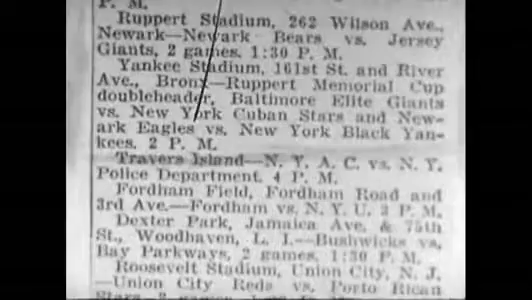 P. M.
Ruppert Stadium, 262 Wilson Ave.,
Newark—Newark Bears vs. Jersey
Giants, 2 games, 1:30 P. M.
Yankee Stadium, 161st St. and River
Ave., Bronx—Ruppert Memorial Cup
doubleheader, Baltimore Elite Giants
vs. New York Cuban Stars and New-
ark Eagles vs. New York Black Yan-
kees. 2 P. M.
Travers Island—N. Y. A. C. vs. N. Y.
Police Department. 4 P. M.
Fordham Field, Fordham Road and
3rd Ave.—Fordham vs. N. Y. U. 3 P. M.
Dexter Park, Jamaica Ave. & 75th
St., Woodhaven, L. I.—Bushwicks vs.
Bay Parkways, 2 games, 1:30 P. M.
Roosevelt Stadium, Union City, N. J.
—Union City Reds vs. Porto Rican
Stars, 2 games